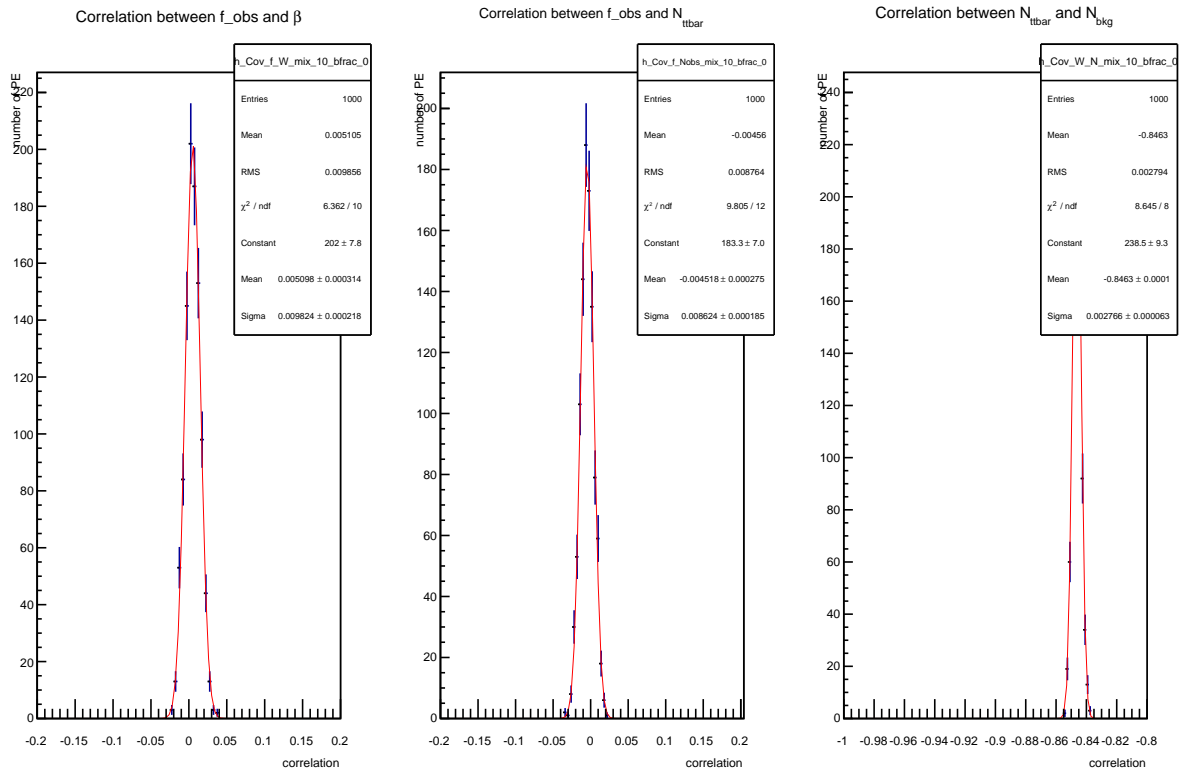 Correlation between f_obs and β
number of PE
h_Cov_f_W_mix_10_bfrac_0
Entries 1000
Mean 0.005105
RMS 0.009856
χ² / ndf 6.362 / 10
Constant 202 ± 7.8
Mean 0.005098 ± 0.000314
Sigma 0.009824 ± 0.000218
220
200
180
160
140
120
100
80
60
40
20
0
-0.2 -0.15 -0.1 -0.05 0 0.05 0.1 0.15 0.2
correlation
Correlation between f_obs and N_ttbar
number of PE
h_Cov_f_Nobs_mix_10_bfrac_0
Entries 1000
Mean -0.00456
RMS 0.008764
χ² / ndf 9.805 / 12
Constant 183.3 ± 7.0
Mean -0.004518 ± 0.000275
Sigma 0.008624 ± 0.000185
200
180
160
140
120
100
80
60
40
20
0
-0.2 -0.15 -0.1 -0.05 0 0.05 0.1 0.15 0.2
correlation
Correlation between N_ttbar and N_bkg
number of PE
h_Cov_W_N_mix_10_bfrac_0
Entries 1000
Mean -0.8463
RMS 0.002794
χ² / ndf 8.645 / 8
Constant 238.5 ± 9.3
Mean -0.8463 ± 0.0001
Sigma 0.002766 ± 0.000063
240
220
200
180
160
140
120
100
80
60
40
20
0
-1 -0.98 -0.96 -0.94 -0.92 -0.9 -0.88 -0.86 -0.84 -0.82 -0.8
correlation